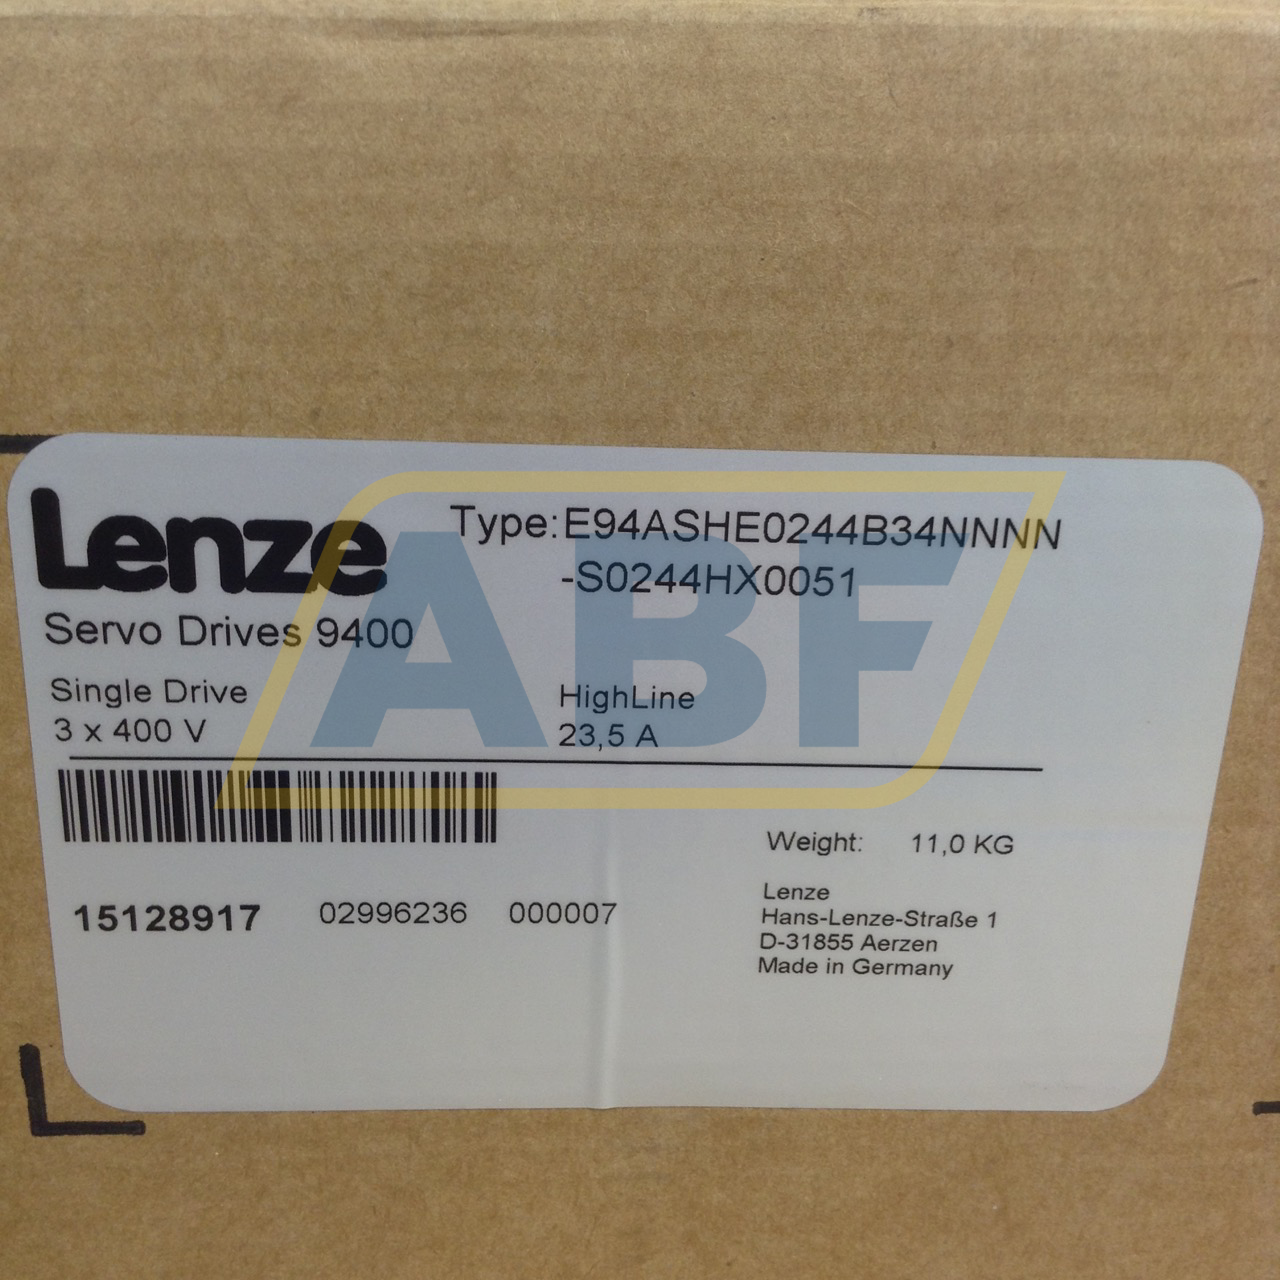 Lenze
Type: E94ASHE0244B34NNNN
-S0244HX0051
Servo Drives 9400
Single Drive
HighLine
3 x 400 V
23,5 A
ABF
Weight: 11,0 KG
15128917 02996236 000007
Lenze
Hans-Lenze-Straße 1
D-31855 Aerzen
Made in Germany